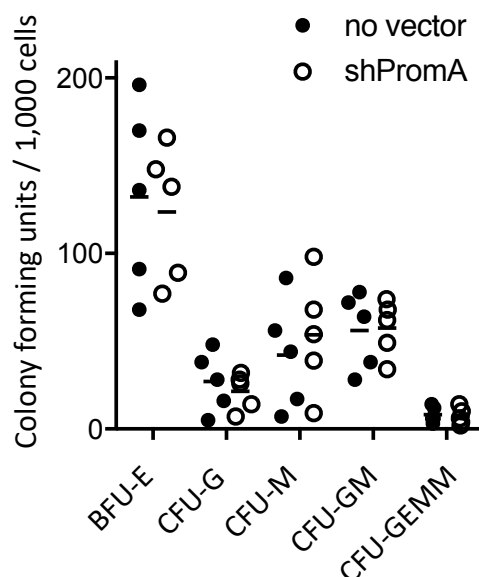 no vector
shPromA
Colony forming units / 1,000 cells
200
100
0
BFU-E
CFU-G
CFU-M
CFU-GM
CFU-GEMM